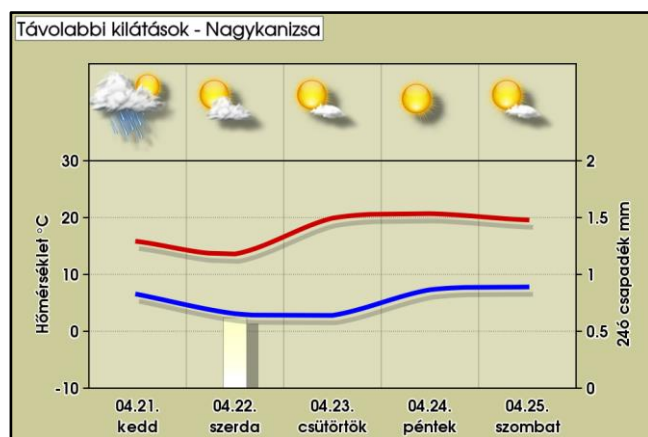 Távolabbi kilátások - Nagykanizsa
30
20
10
0
-10
Hőmérséklet °C
2
1.5
1
0.5
0
24ó csapadék mm
04.21.
kedd
04.22.
szerda
04.23.
csütörtök
04.24.
péntek
04.25.
szombat